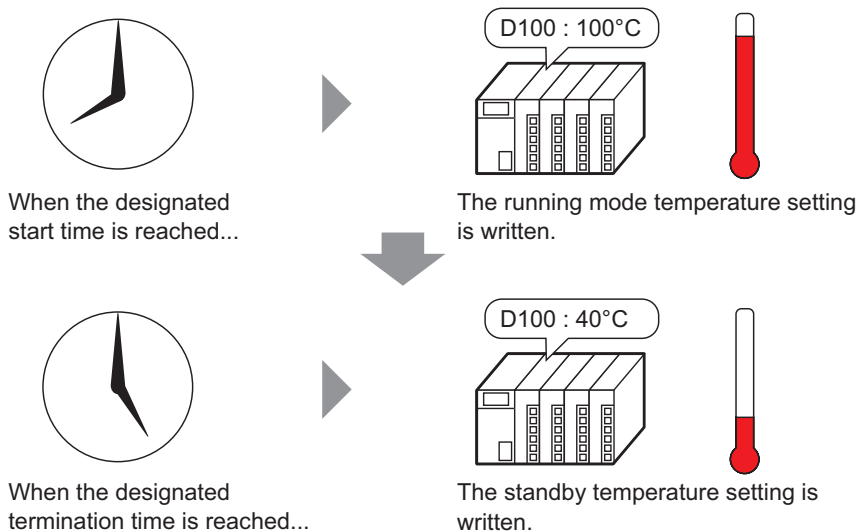 D100 : 100°C
When the designated
start time is reached...
The running mode temperature setting
is written.
D100 : 40°C
When the designated
termination time is reached...
The standby temperature setting is
written.